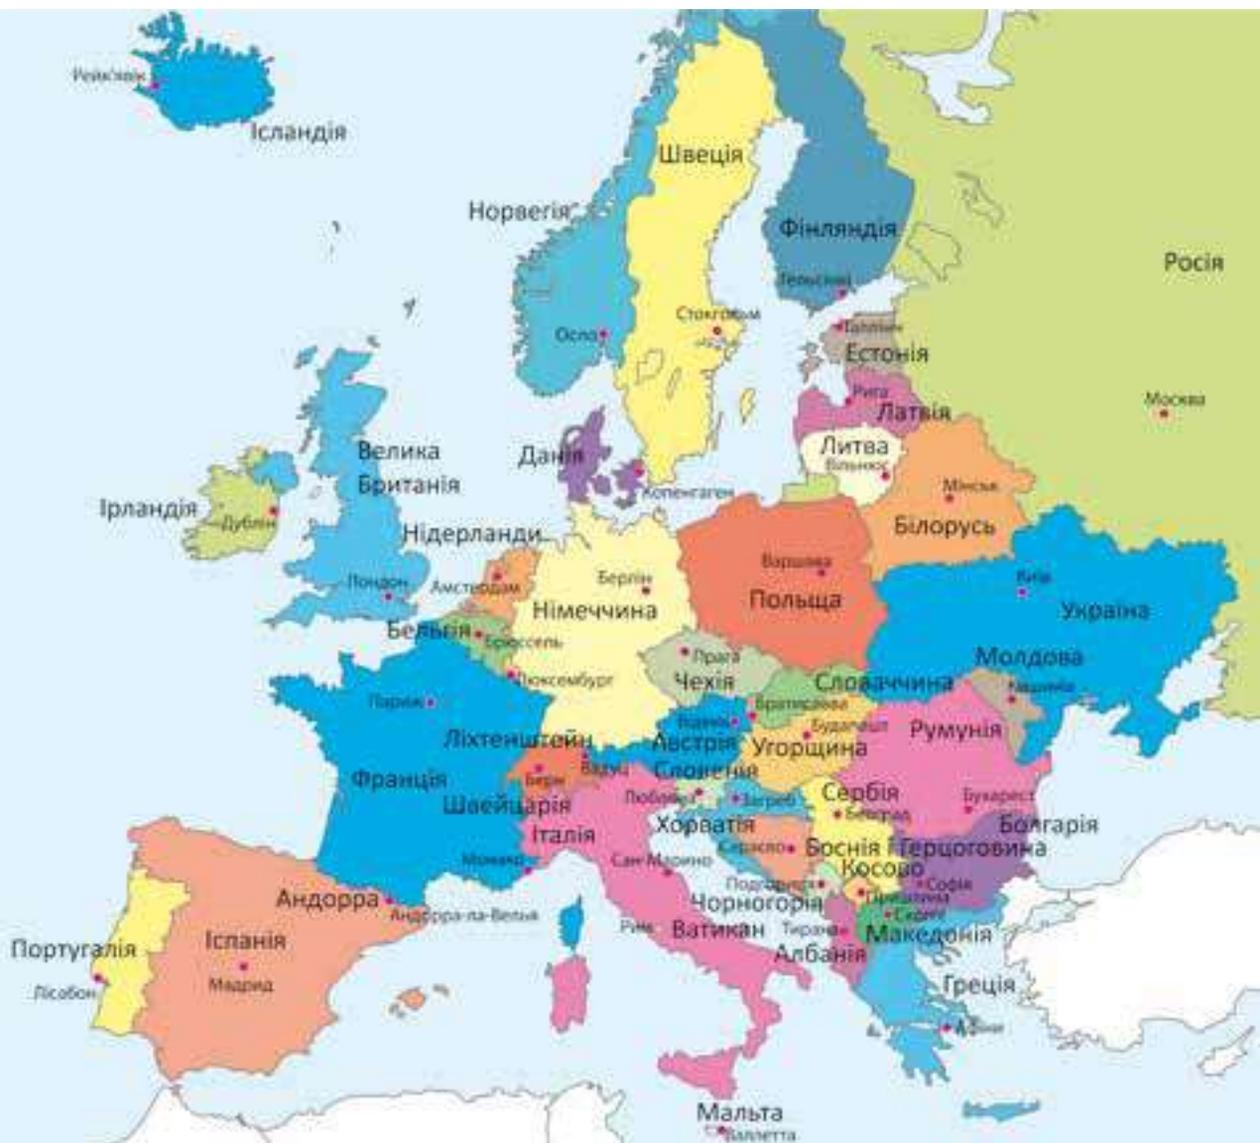 Рейк'явік
Ісландія
Швеція
Норвегія
Фінляндія
Росія
Гельсінкі
Стокгольм
Осло
Таллінн
Естонія
Рига
Латвія
Москва
Данія
Литва
Вільнюс
Копенгаген
Мінськ
Білорусь
Велика
Британія
Ірландія
Дублін
Нідерланди
Лондон
Амстердам
Берлін
Німеччина
Варшава
Польща
Київ
Україна
Бельгія
Брюссель
Люксембург
Прага
Чехія
Словаччина
Молдова
Кишинів
Париж
Братислава
Відень
Будапешт
Ліхтенштейн
Австрія
Угорщина
Румунія
Франція
Берн
Вадуц
Словенія
Швейцарія
Любляна
Загреб
Сербія
Белград
Бухарест
Італія
Хорватія
Болгарія
Сараєво
Боснія і Герцоговина
Монако
Сан-Марино
Косово
Подгориця
Приштина
Софія
Андорра
Андорра-ла-Велья
Чорногорія
Скоп'є
Португалія
Іспанія
Рим
Ватикан
Тирана
Македонія
Албанія
Мадрид
Лісабон
Греція
Афіни
Мальта
Валлетта